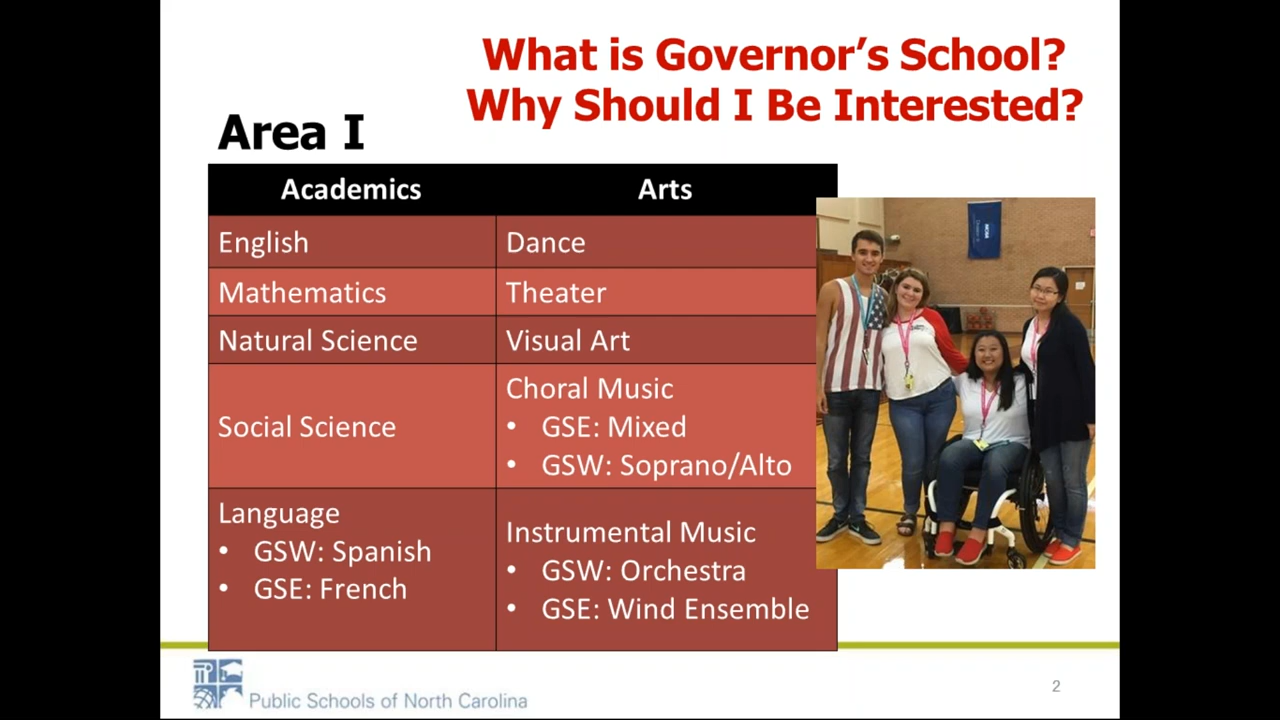 What is Governor's School?
Why Should I Be Interested?
Area I
Academics
Arts
English
Dance
Mathematics
Theater
Natural Science
Visual Art
Social Science
Choral Music
• GSE: Mixed
• GSW: Soprano/Alto
Language
• GSW: Spanish
• GSE: French
Instrumental Music
• GSW: Orchestra
• GSE: Wind Ensemble
Public Schools of North Carolina
2